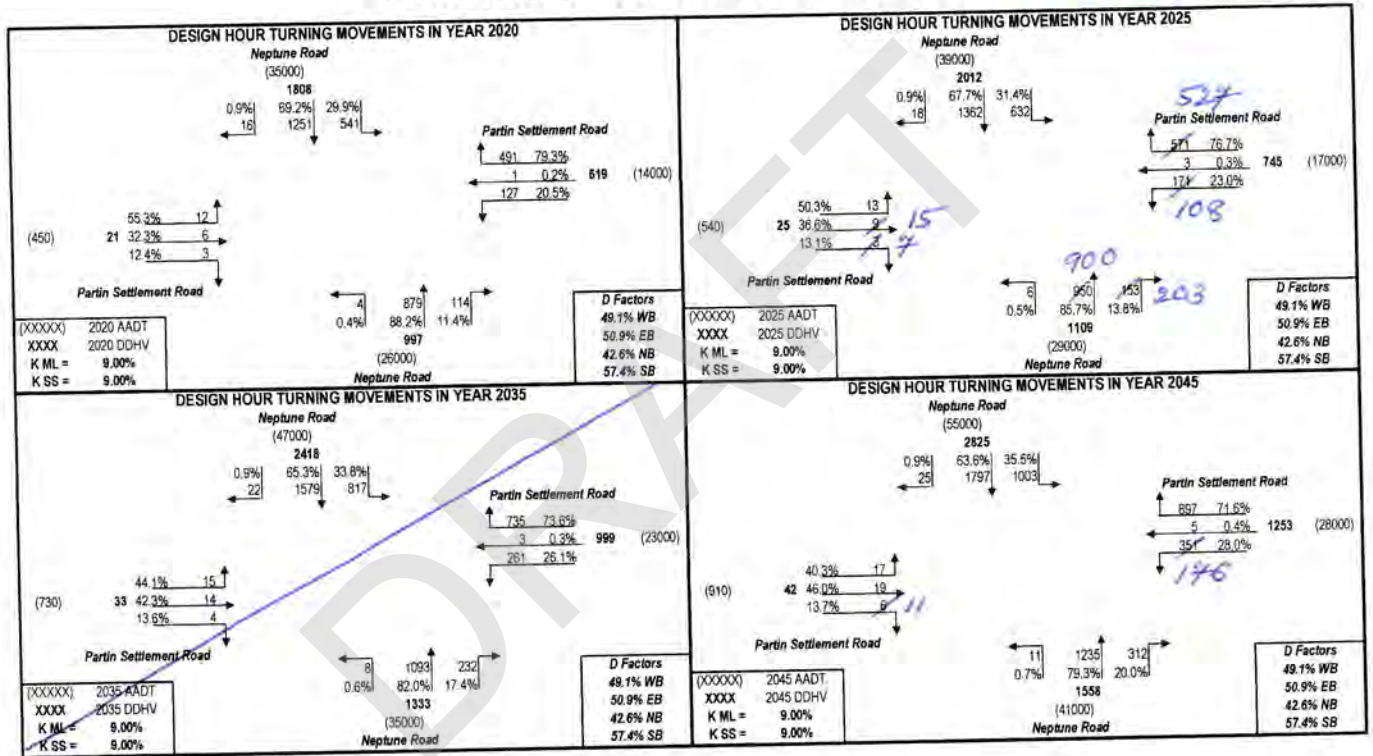 DESIGN HOUR TURNING MOVEMENTS IN YEAR 2020
Neptune Road
(35000)
1808
0.9% 69.2% 29.9%
16 1251 541
Partin Settlement Road
491 79.3%
1 0.2% 619 (14000)
127 20.5%
55.3% 12
(450) 21 32.3% 6
12.4% 3
Partin Settlement Road
4 879 114
0.4% 88.2% 11.4%
997
(26000)
Neptune Road
(XXXXX) 2020 AADT
XXXX 2020 DDHV
K ML = 9.00%
K SS = 9.00%
D Factors
49.1% WB
50.9% EB
42.6% NB
57.4% SB
DESIGN HOUR TURNING MOVEMENTS IN YEAR 2025
Neptune Road
(39000)
2012
0.9% 67.7% 31.4%
18 1362 632
527
Partin Settlement Road
571 76.7%
3 0.3% 745 (17000)
171 23.0%
108
50.3% 13
(540) 25 36.6% 9 15
13.1% 3 7
Partin Settlement Road
900
6 950 153 203
0.5% 85.7% 13.8%
1109
(29000)
Neptune Road
(XXXXX) 2025 AADT
XXXX 2025 DDHV
K ML = 9.00%
K SS = 9.00%
D Factors
49.1% WB
50.9% EB
42.6% NB
57.4% SB
DESIGN HOUR TURNING MOVEMENTS IN YEAR 2035
Neptune Road
(47000)
2418
0.9% 65.3% 33.8%
22 1579 817
Partin Settlement Road
735 73.6%
3 0.3% 999 (23000)
261 26.1%
44.1% 15
(730) 33 42.3% 14
13.6% 4
Partin Settlement Road
8 1093 232
0.6% 82.0% 17.4%
1333
(35000)
Neptune Road
(XXXXX) 2035 AADT
XXXX 2035 DDHV
K ML = 9.00%
K SS = 9.00%
D Factors
49.1% WB
50.9% EB
42.6% NB
57.4% SB
DESIGN HOUR TURNING MOVEMENTS IN YEAR 2045
Neptune Road
(55000)
2825
0.9% 63.6% 35.5%
25 1797 1003
Partin Settlement Road
897 71.6%
5 0.4% 1253 (28000)
351 28.0%
176
40.3% 17
(910) 42 46.0% 19
13.7% 6 11
Partin Settlement Road
11 1235 312
0.7% 79.3% 20.0%
1558
(41000)
Neptune Road
(XXXXX) 2045 AADT
XXXX 2045 DDHV
K ML = 9.00%
K SS = 9.00%
D Factors
49.1% WB
50.9% EB
42.6% NB
57.4% SB
DRAFT